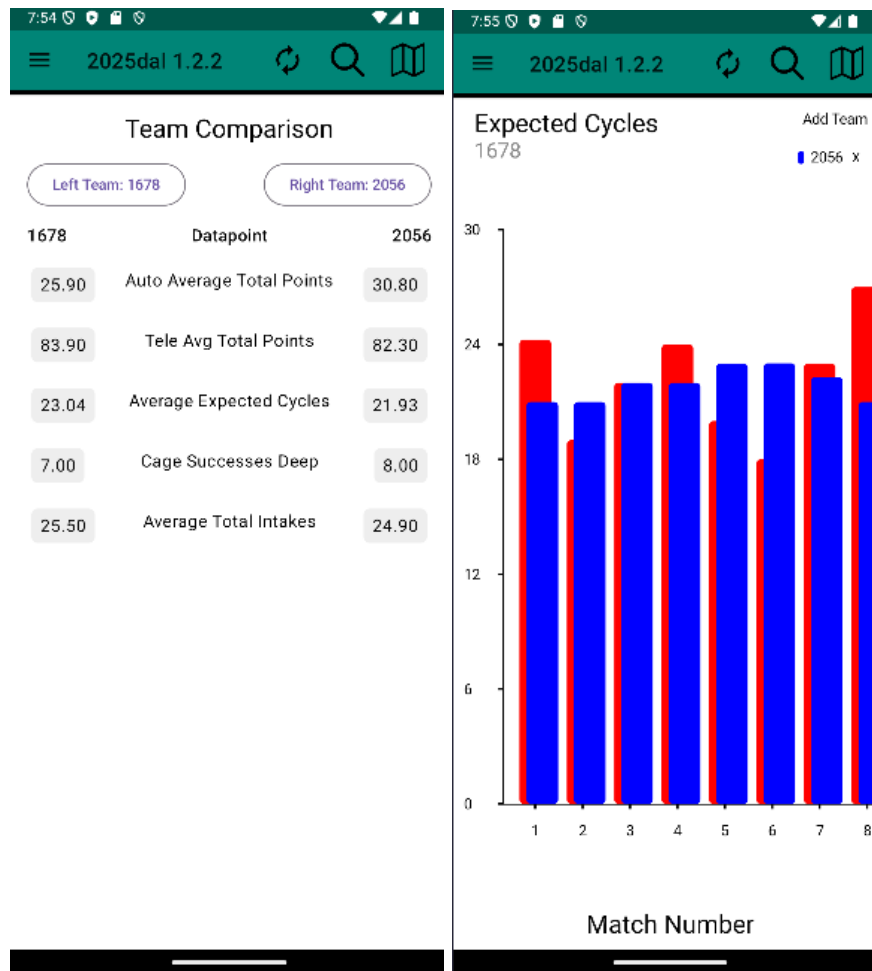 7:54
2025dal 1.2.2
Team Comparison
Left Team: 1678 Right Team: 2056
1678 Datapoint 2056
25.90 Auto Average Total Points 30.80
83.90 Tele Avg Total Points 82.30
23.04 Average Expected Cycles 21.93
7.00 Cage Successes Deep 8.00
25.50 Average Total Intakes 24.90
7:55
2025dal 1.2.2
Expected Cycles Add Team
1678
2056 x
30
24
18
12
6
0
1 2 3 4 5 6 7 8
Match Number